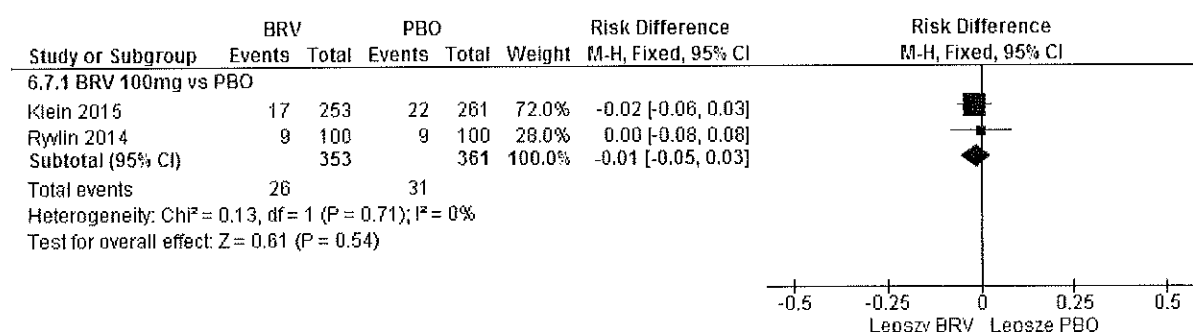 BRV PBO Risk Difference Risk Difference
Study or Subgroup Events Total Events Total Weight M-H, Fixed, 95% CI M-H, Fixed, 95% CI
6.7.1 BRV 100mg vs PBO
Klein 2015 17 253 22 261 72.0% -0.02 [-0.06, 0.03]
Ryvlin 2014 9 100 9 100 28.0% 0.00 [-0.08, 0.08]
Subtotal (95% CI) 353 361 100.0% -0.01 [-0.05, 0.03]
Total events 26 31
Heterogeneity: Chi² = 0.13, df = 1 (P = 0.71); I² = 0%
Test for overall effect: Z = 0.61 (P = 0.54)
-0.5 -0.25 0 0.25 0.5
Lepszy BRV Lepsze PBO